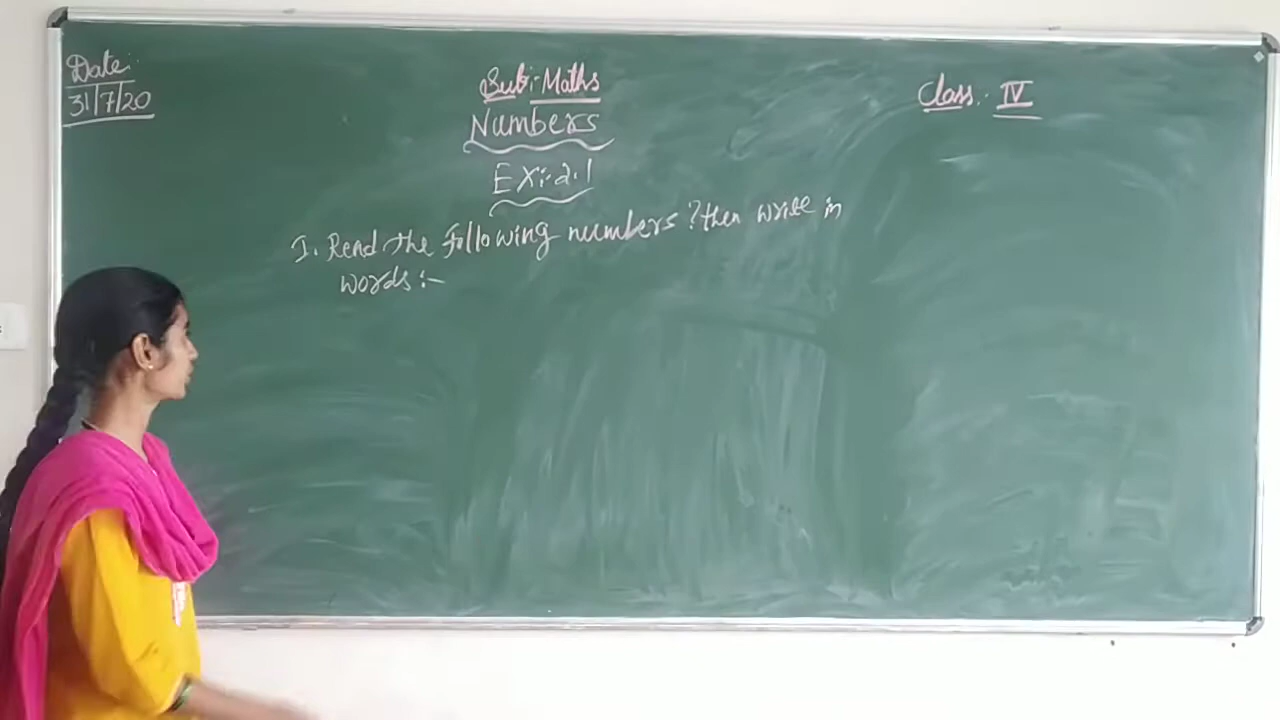 Date:
31/7/20
Sub:- Maths
Class: IV
Numbers
EX:-2.1
I. Read the following numbers? then write in
words:-